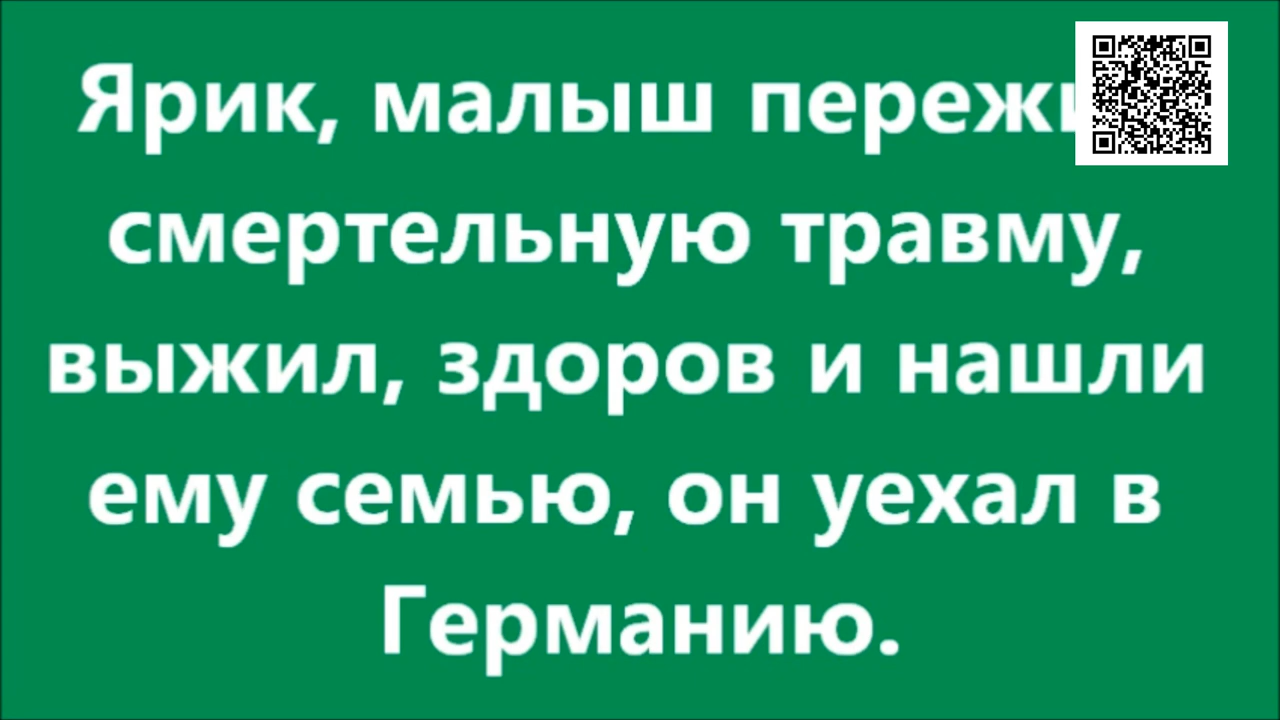 Ярик, малыш
смертельную травму,
выжил, здоров и нашли
ему семью, он уехал в
Германию.